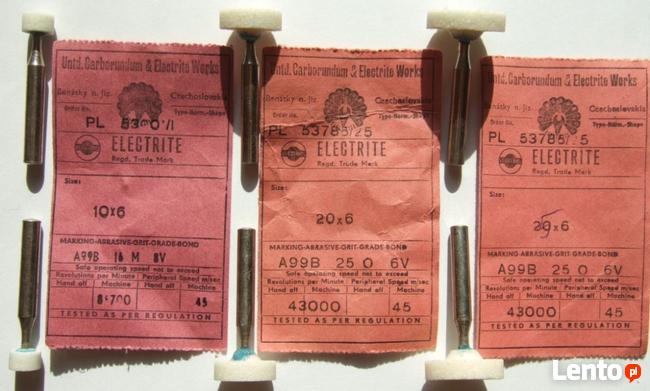 Untd. Carborundum & Electrite Works
Benátky n. Jiz. Czechoslovakia
Order No. Type-Norm.-Shape
PL
ELECTRITE
Regd. Trade Mark
Size:
10x6
MARKING-ABRASIVE-GRIT-GRADE-BOND
A99B 16 M 8V
Safe operating speed not to exceed
Revolutions per Minute Peripheral Speed m/sec
Hand off Machine Hand off Machine
45
TESTED AS PER REGULATION
Untd. Carborundum & Electrite Works
Benátky n. Jiz. Czechoslovakia
Order No. Type-Norm.-Shape
PL 53785/25
ELECTRITE
Regd. Trade Mark
Size:
20x6
MARKING-ABRASIVE-GRIT-GRADE-BOND
A99B 25 O 6V
Safe operating speed not to exceed
Revolutions per Minute Peripheral Speed m/sec
Hand off Machine Hand off Machine
43000 45
TESTED AS PER REGULATION
Untd. Carborundum & Electrite Works
Benátky n. Jiz. Czechoslovakia
Order No. Type-Norm.-Shape
PL
ELECTRITE
Regd. Trade Mark
Size:
x6
MARKING-ABRASIVE-GRIT-GRADE-BOND
A99B 25 O 6V
Safe operating speed not to exceed
Revolutions per Minute Peripheral Speed m/sec
Hand off Machine Hand off Machine
43000 45
TESTED AS PER REGULATION
Lento.pl